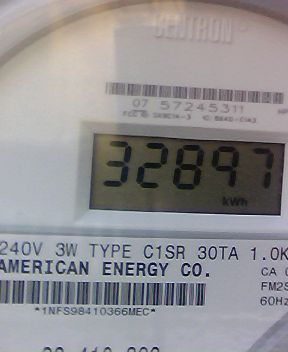 CENTRON®
07 57245311
32897
kWh
240V 3W TYPE C1SR 30TA 1.0K
AMERICAN ENERGY CO.
CA
FM2S
60Hz
*1NFS98410366MEC*